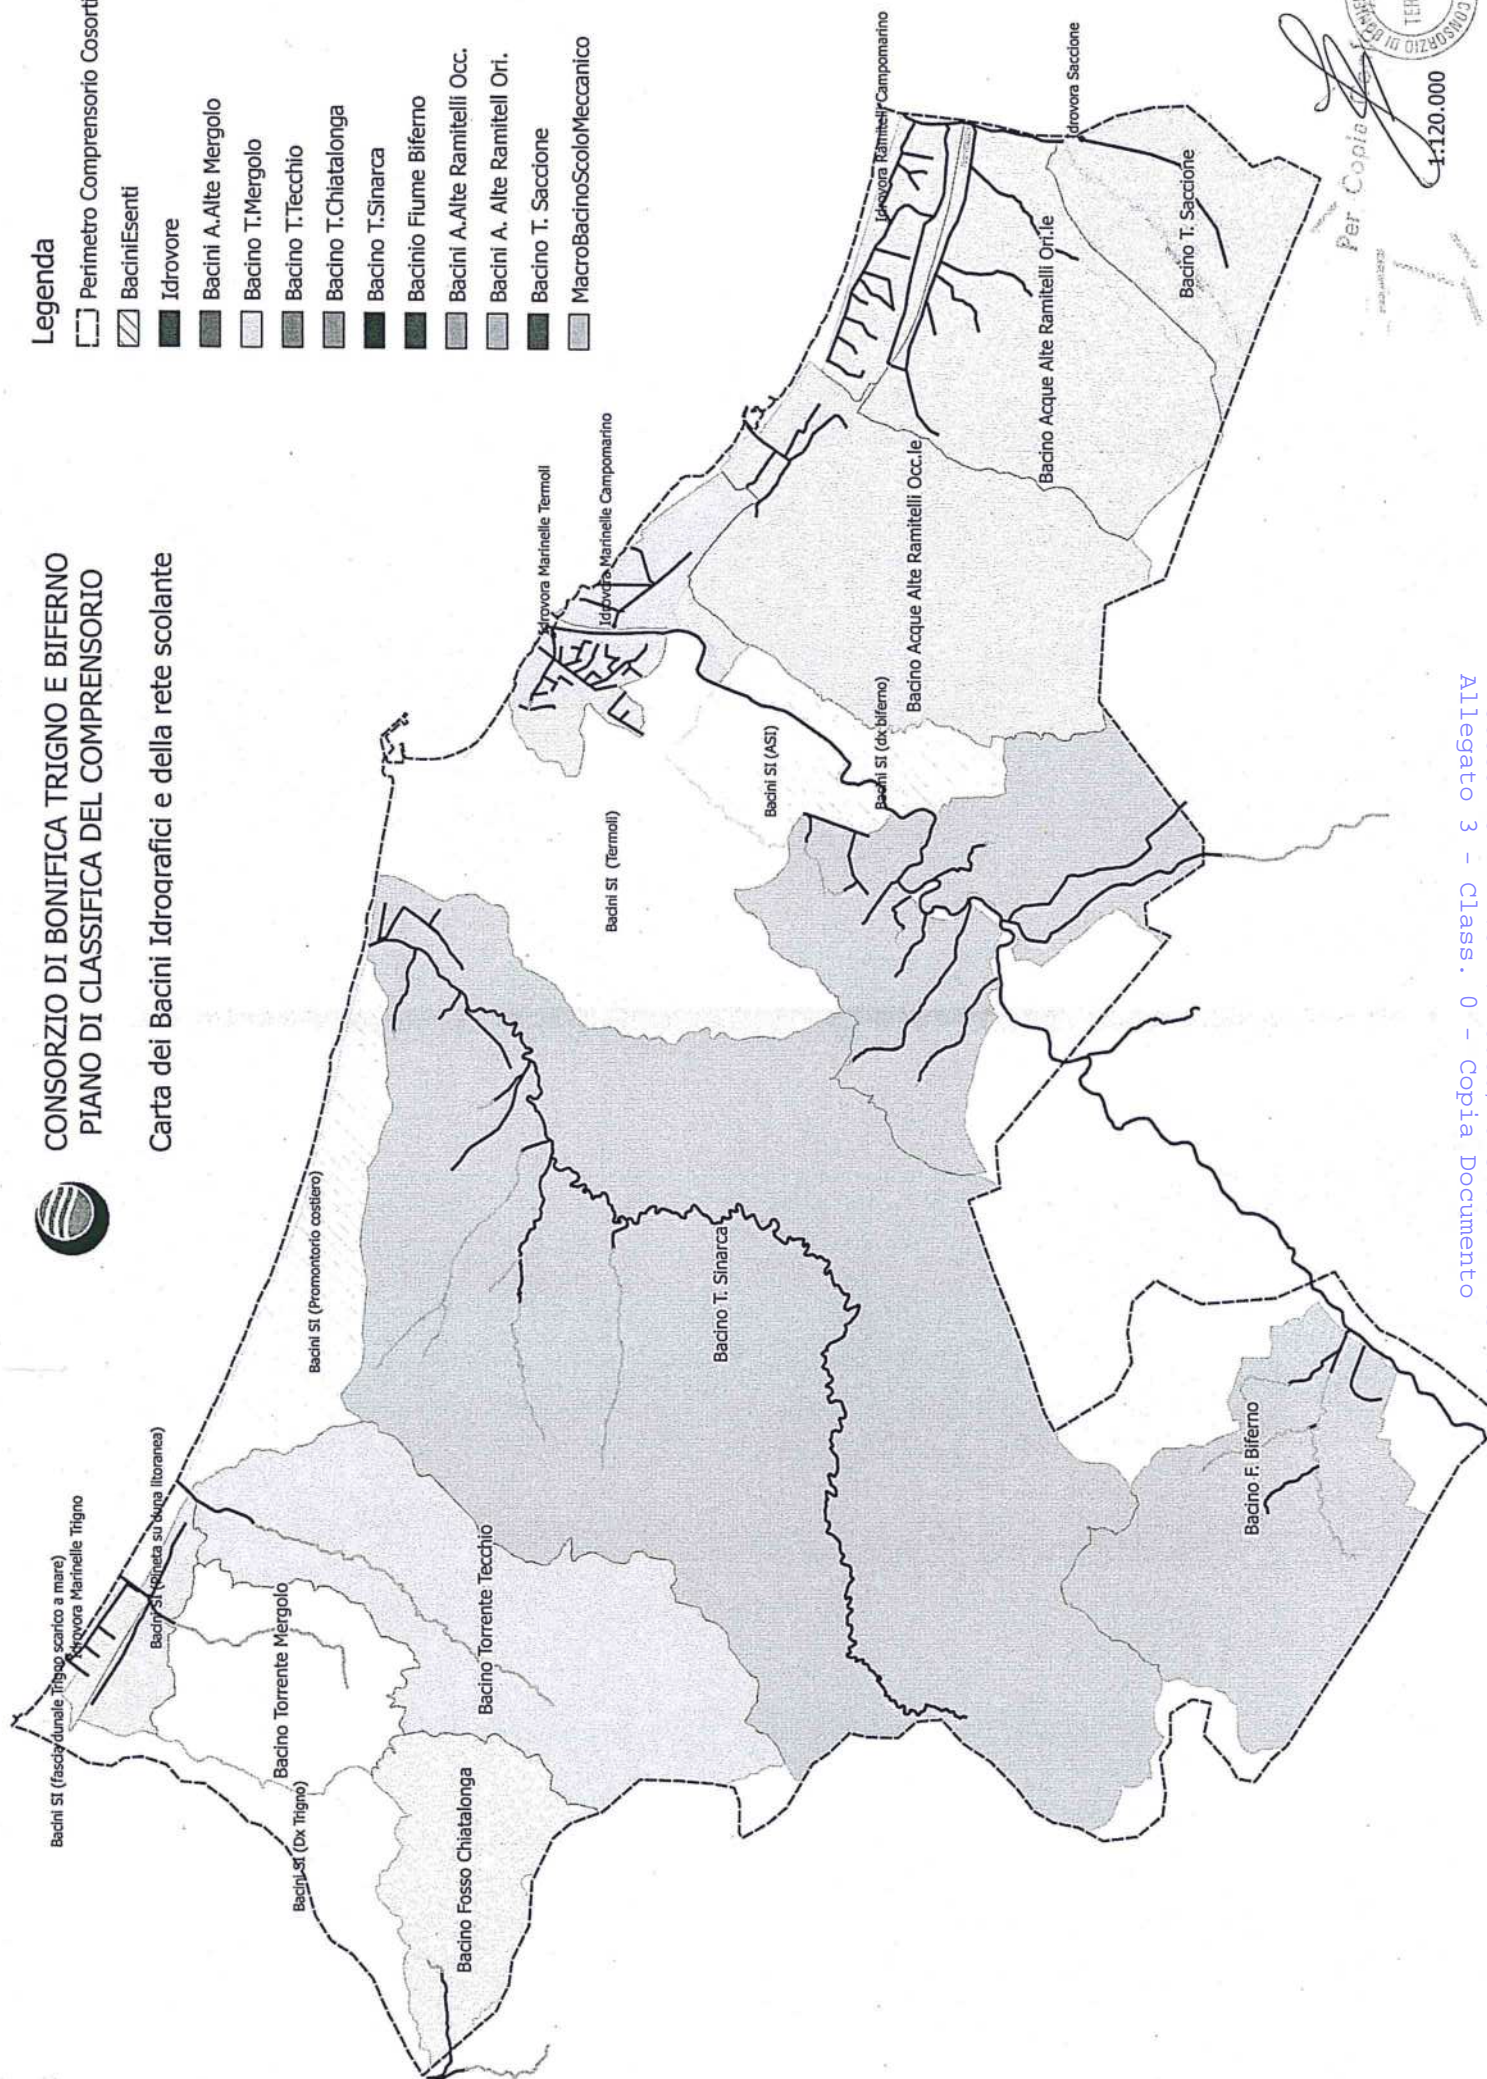 CONSORZIO DI BONIFICA TRIGNO E BIFERNO
PIANO DI CLASSIFICA DEL COMPRENSORIO
Carta dei Bacini Idrografici e della rete scolante
Legenda
Perimetro Comprensorio Cosorti
BaciniEsenti
Idrovore
Bacini A.Alte Mergolo
Bacino T.Mergolo
Bacino T.Tecchio
Bacino T.Chiatalonga
Bacino T.Sinarca
Bacinio Fiume Biferno
Bacini A.Alte Ramitelli Occ.
Bacini A. Alte Ramitell Ori.
Bacino T. Saccione
MacroBacinoScoloMeccanico
Bacini SI (fascia dunale Trigno scarico a mare)
Idrovora Marinelle Trigno
Bacini SI (pineta su duna litoranea)
Bacino Torrente Mergolo
Bacini SI (Dx Trigno)
Bacino Fosso Chiatalonga
Bacino Torrente Tecchio
Bacini SI (Promontorio costiero)
Bacino T. Sinarca
Bacino F. Biferno
Bacini SI (Termoli)
Bacini SI (ASI)
Bacini SI (dx biferno)
Idrovora Marinelle Termoli
Idrovora Marinelle Campomarino
Bacino Acque Alte Ramitelli Occ.le
Bacino Acque Alte Ramitelli Ori.le
Idrovora Ramitelli Campomarino
Idrovora Saccione
Bacino T. Saccione
Per Copia
CONSORZIO DI BONIF
TER
1:120.000
Allegato 3 - Class. 0 - Copia Documento